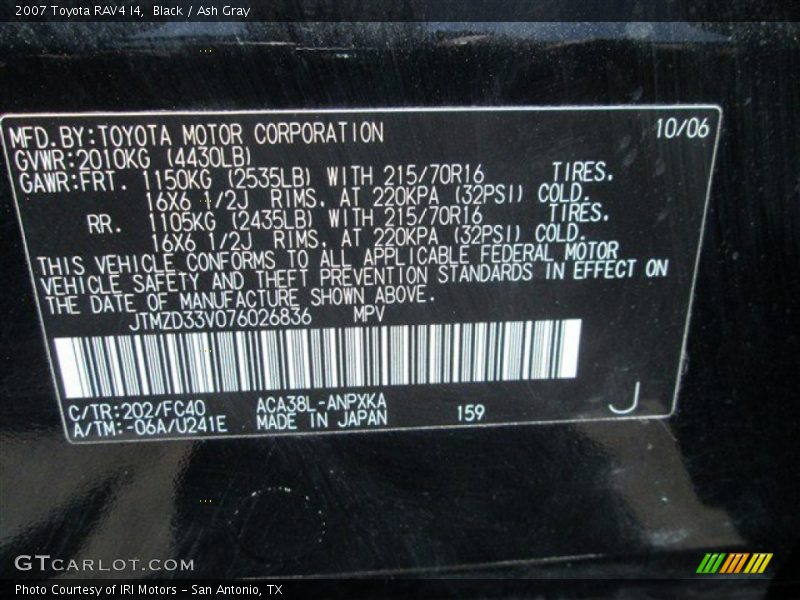 2007 Toyota RAV4 I4,  Black / Ash Gray
MFD.BY:TOYOTA MOTOR CORPORATION 10/06
GVWR:2010KG (4430LB)
GAWR:FRT. 1150KG (2535LB) WITH 215/70R16 TIRES.
16X6 1/2J RIMS. AT 220KPA (32PSI) COLD.
RR. 1105KG (2435LB) WITH 215/70R16 TIRES.
16X6 1/2J RIMS. AT 220KPA (32PSI) COLD.
THIS VEHICLE CONFORMS TO ALL APPLICABLE FEDERAL MOTOR
VEHICLE SAFETY AND THEFT PREVENTION STANDARDS IN EFFECT ON
THE DATE OF MANUFACTURE SHOWN ABOVE.
JTMZD33V076026836 MPV
C/TR:202/FC40 ACA38L-ANPXKA 159 J
A/TM:-06A/U241E MADE IN JAPAN
GTCARLOT.COM
Photo Courtesy of IRI Motors - San Antonio, TX